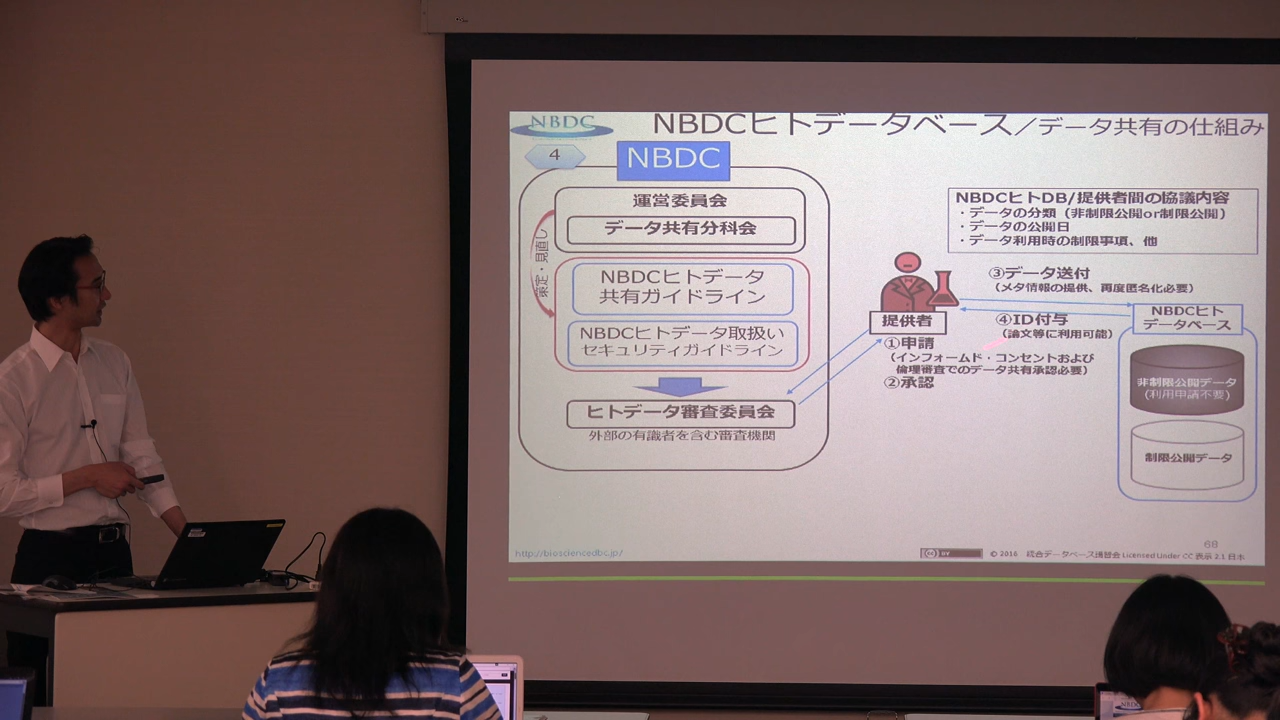 NBDC
NBDCヒトデータベース／データ共有の仕組み
4
NBDC
運営委員会
データ共有分科会
策定・見直し
NBDCヒトデータ
共有ガイドライン
NBDCヒトデータ取扱い
セキュリティガイドライン
ヒトデータ審査委員会
外部の有識者を含む審査機関
NBDCヒトDB/提供者間の協議内容
・データの分類（非制限公開or制限公開）
・データの公開日
・データ利用時の制限事項、他
③データ送付
（メタ情報の提供、再度匿名化必要）
提供者
④ID付与
（論文等に利用可能）
①申請
（インフォームド・コンセントおよび
倫理審査でのデータ共有承認必要）
②承認
NBDCヒト
データベース
非制限公開データ
（利用申請不要）
制限公開データ
68
http://biosciencedbc.jp/
© 2016 統合データベース講習会 Licensed Under CC 表示 2.1 日本